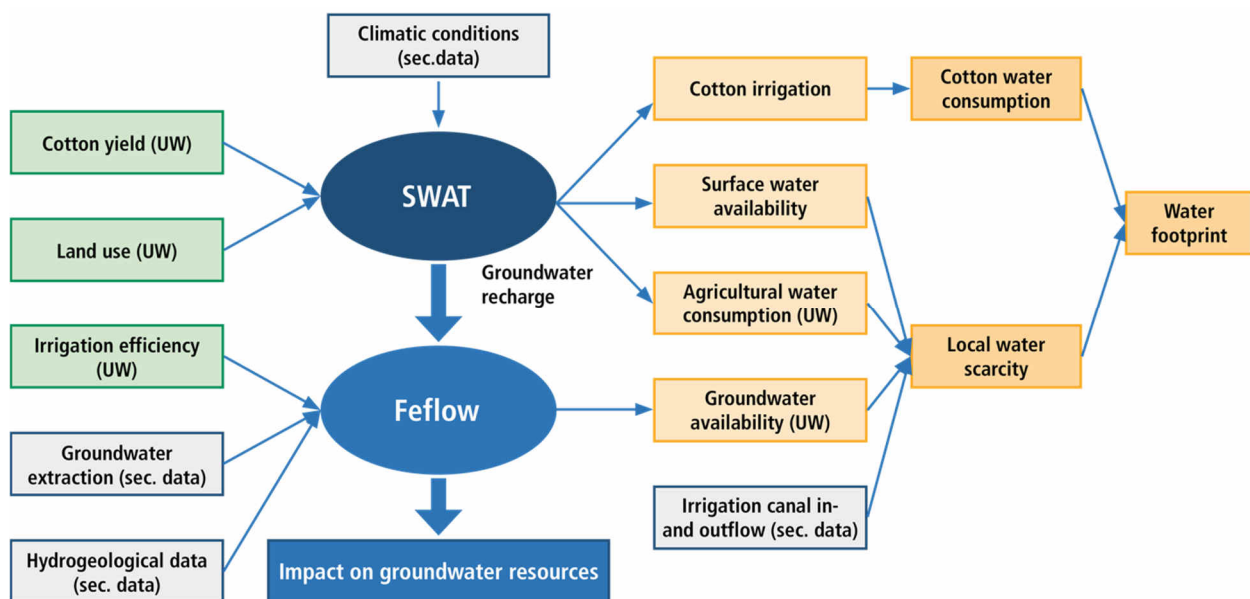 Climatic conditions
(sec.data)
Cotton yield (UW)
Land use (UW)
Irrigation efficiency
(UW)
Groundwater
extraction (sec. data)
Hydrogeological data
(sec. data)
SWAT
Groundwater
recharge
Feflow
Impact on groundwater resources
Cotton irrigation
Surface water
availability
Agricultural water
consumption (UW)
Groundwater
availability (UW)
Irrigation canal in-
and outflow (sec. data)
Cotton water
consumption
Local water
scarcity
Water
footprint